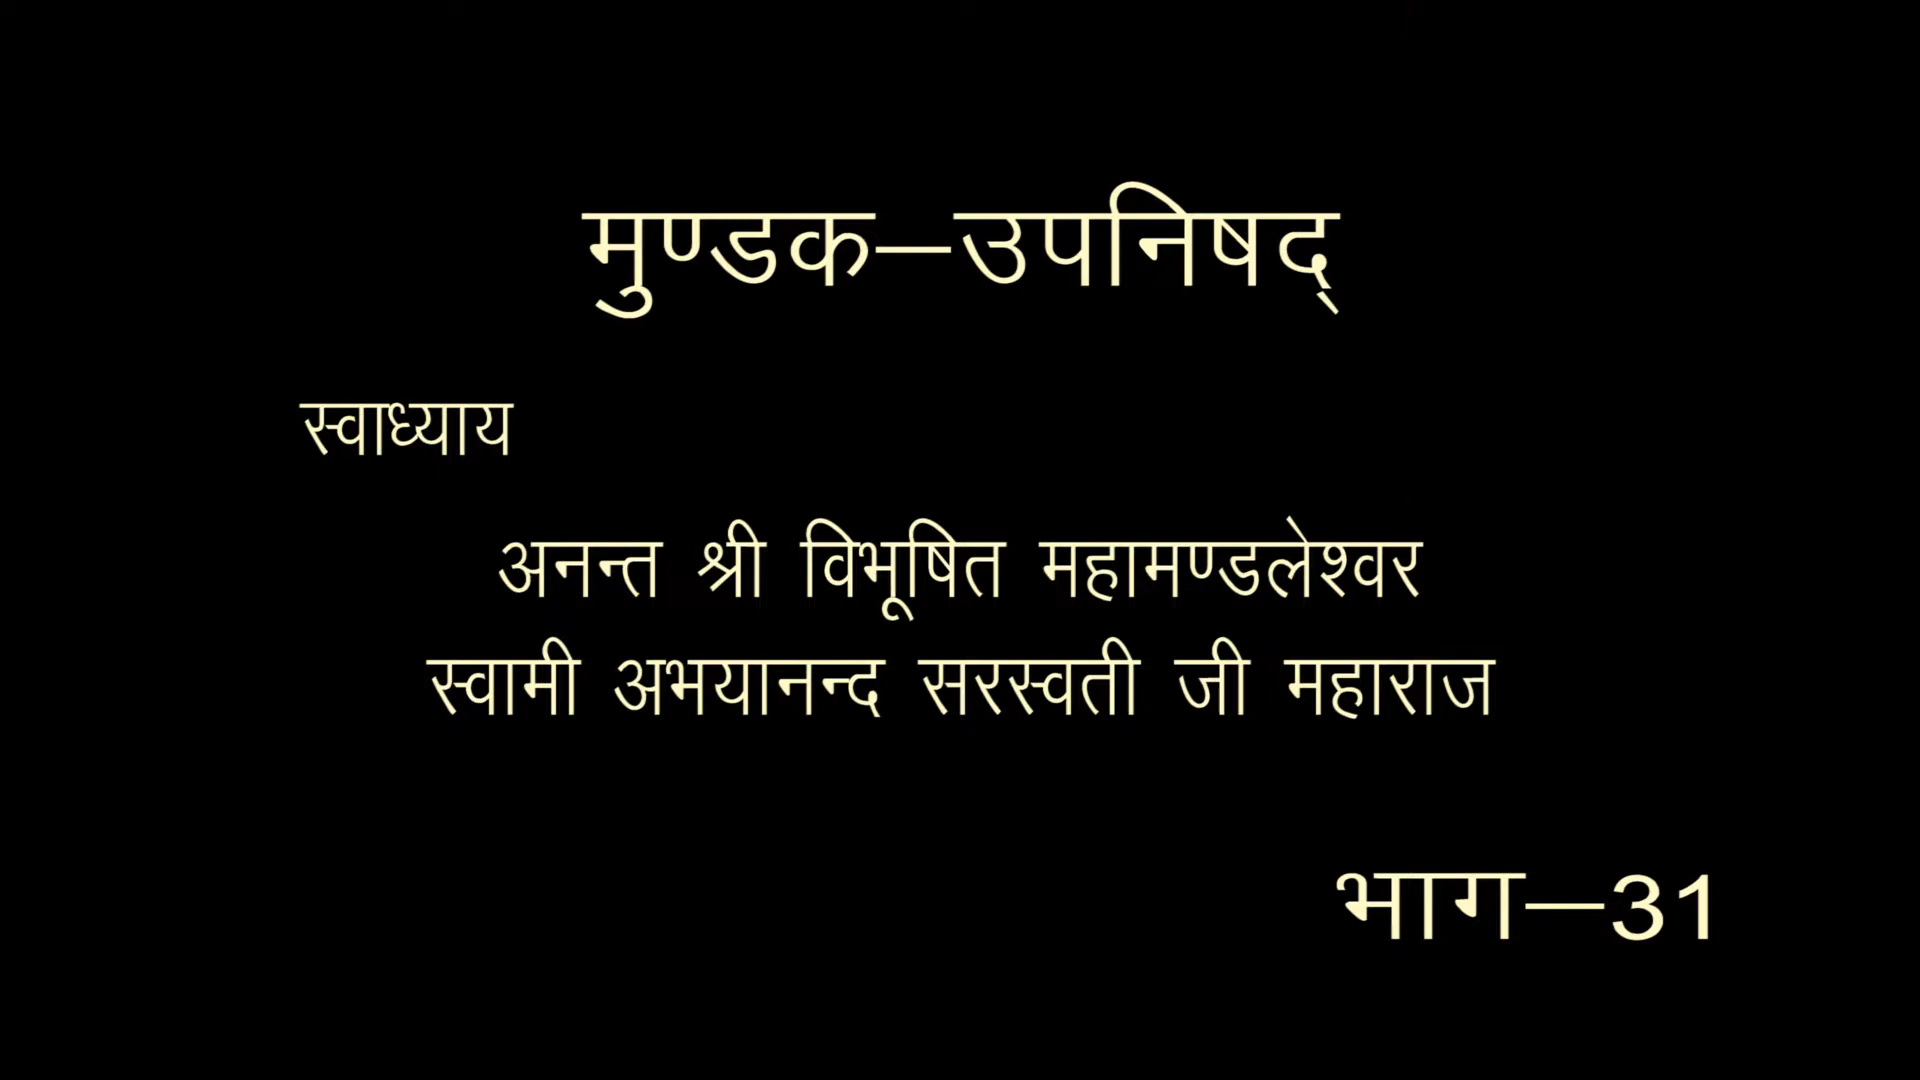 मुण्डक–उपनिषद्
स्वाध्याय
अनन्त श्री विभूषित महामण्डलेश्वर
स्वामी अभयानन्द सरस्वती जी महाराज
भाग–31